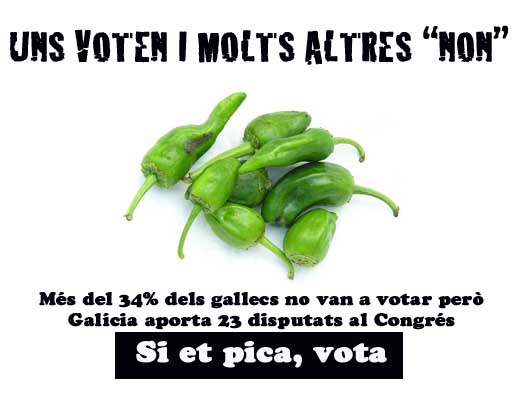 UNS VOTEN I MOLTS ALTRES “NON”
Més del 34% dels gallecs no van a votar però
Galícia aporta 23 disputats al Congrés
Si et pica, vota